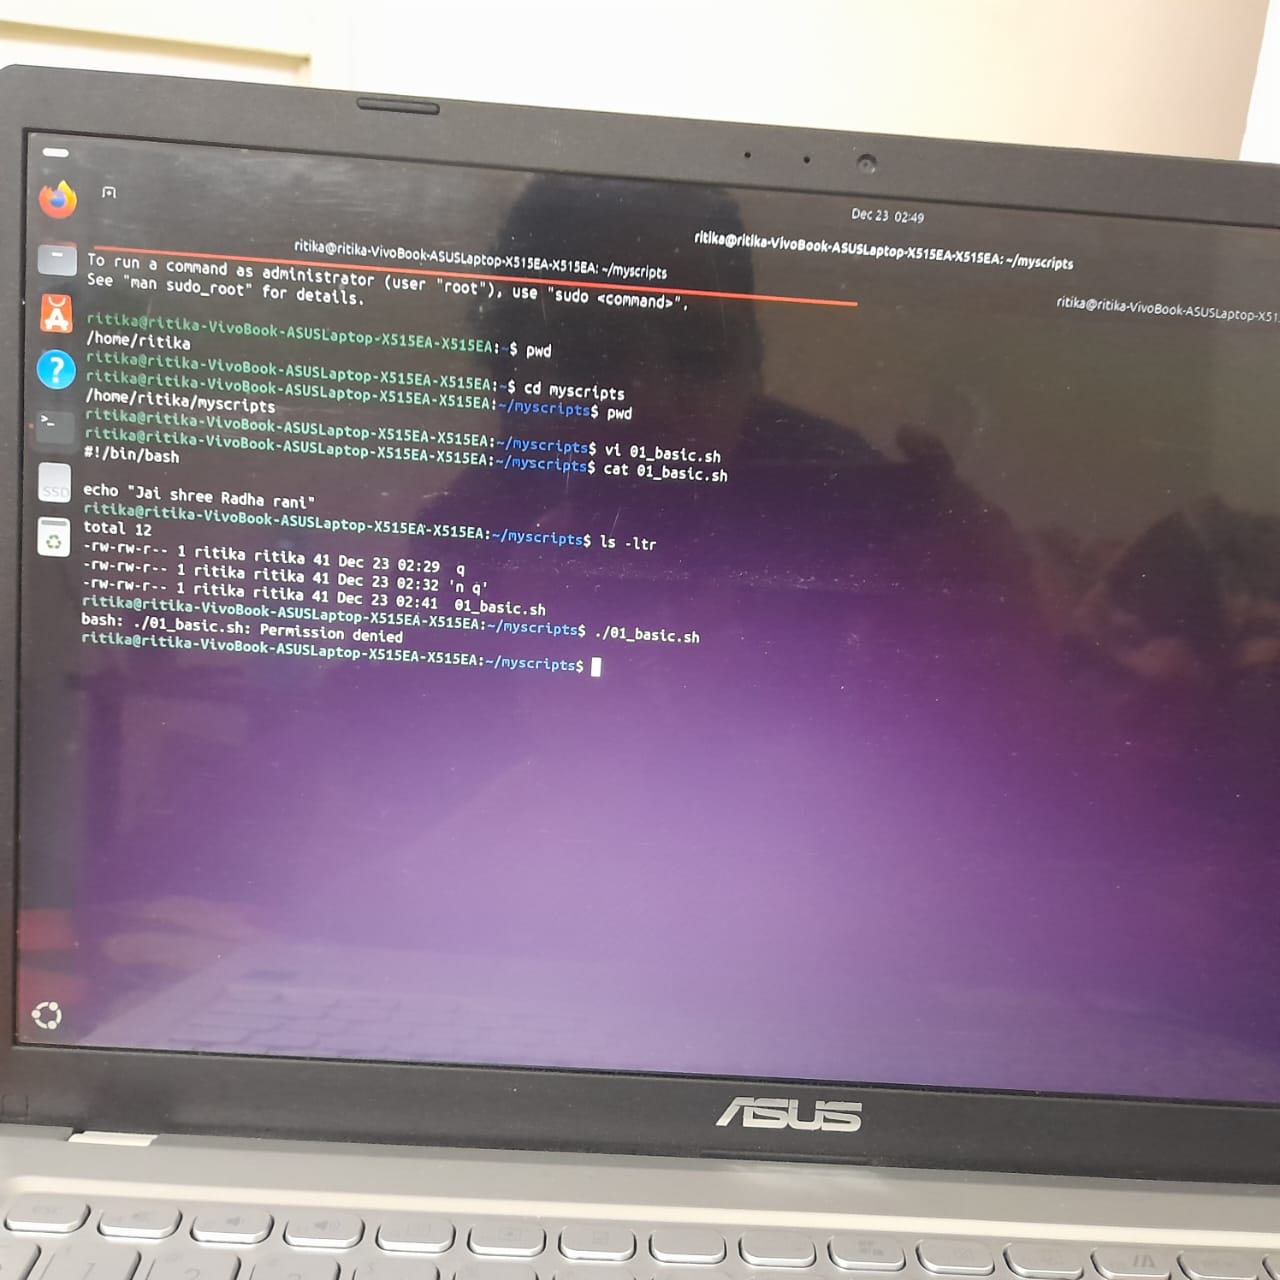 Dec 23 02:49
ritika@ritika-VivoBook-ASUSLaptop-X515EA-X515EA: ~/myscripts
ritika@ritika-VivoBook-ASUSLaptop-X515EA-X515EA: ~/myscripts
ritika@ritika-VivoBook-ASUSLaptop-X51
To run a command as administrator (user "root"), use "sudo <command>".
See "man sudo_root" for details.
ritika@ritika-VivoBook-ASUSLaptop-X515EA-X515EA:~$ pwd
/home/ritika
ritika@ritika-VivoBook-ASUSLaptop-X515EA-X515EA:~$ cd myscripts
ritika@ritika-VivoBook-ASUSLaptop-X515EA-X515EA:~/myscripts$ pwd
/home/ritika/myscripts
ritika@ritika-VivoBook-ASUSLaptop-X515EA-X515EA:~/myscripts$ vi 01_basic.sh
ritika@ritika-VivoBook-ASUSLaptop-X515EA-X515EA:~/myscripts$ cat 01_basic.sh
#!/bin/bash
echo "Jai shree Radha rani"
ritika@ritika-VivoBook-ASUSLaptop-X515EA-X515EA:~/myscripts$ ls -ltr
total 12
-rw-rw-r-- 1 ritika ritika 41 Dec 23 02:29  q
-rw-rw-r-- 1 ritika ritika 41 Dec 23 02:32 'n q'
-rw-rw-r-- 1 ritika ritika 41 Dec 23 02:41  01_basic.sh
ritika@ritika-VivoBook-ASUSLaptop-X515EA-X515EA:~/myscripts$ ./01_basic.sh
bash: ./01_basic.sh: Permission denied
ritika@ritika-VivoBook-ASUSLaptop-X515EA-X515EA:~/myscripts$
SSD
ASUS